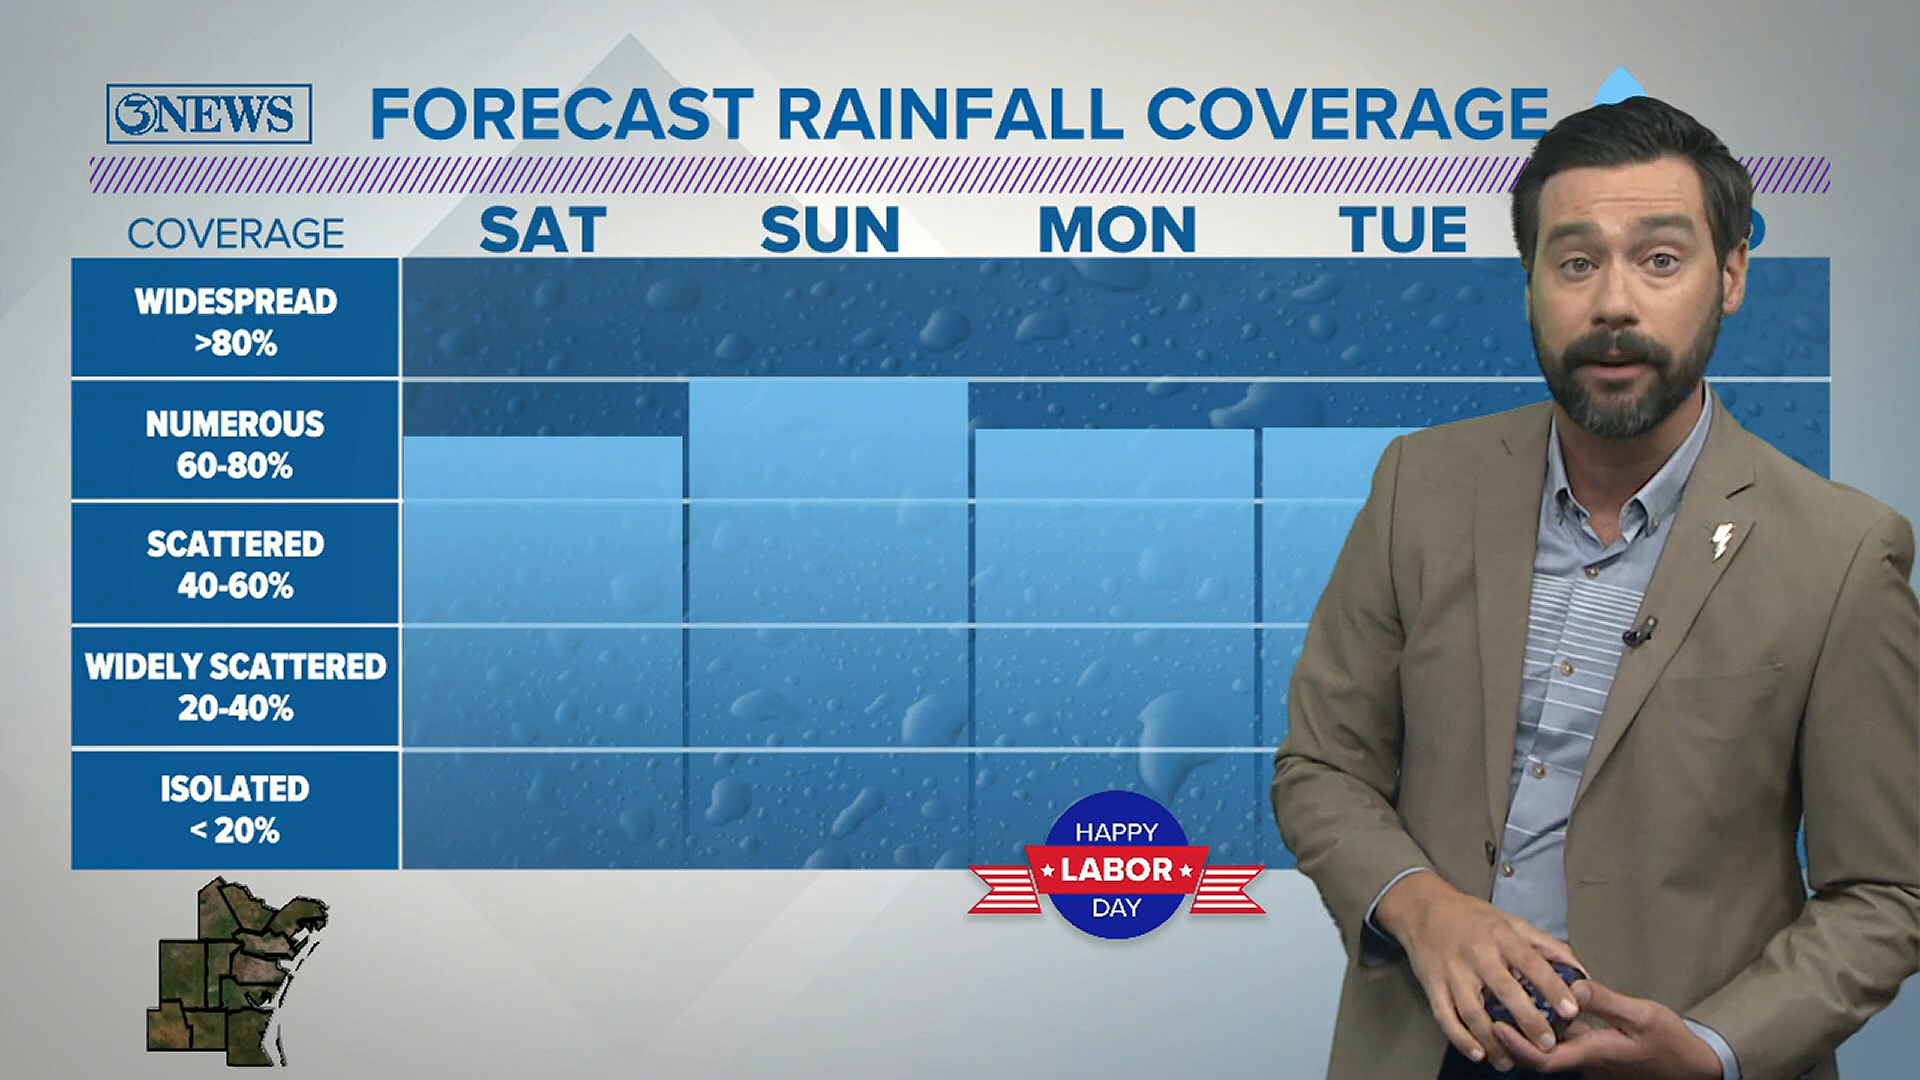 3NEWS
FORECAST RAINFALL COVERAGE
COVERAGE SAT SUN MON TUE
WIDESPREAD
>80%
NUMEROUS
60-80%
SCATTERED
40-60%
WIDELY SCATTERED
20-40%
ISOLATED
< 20%
HAPPY
LABOR
DAY